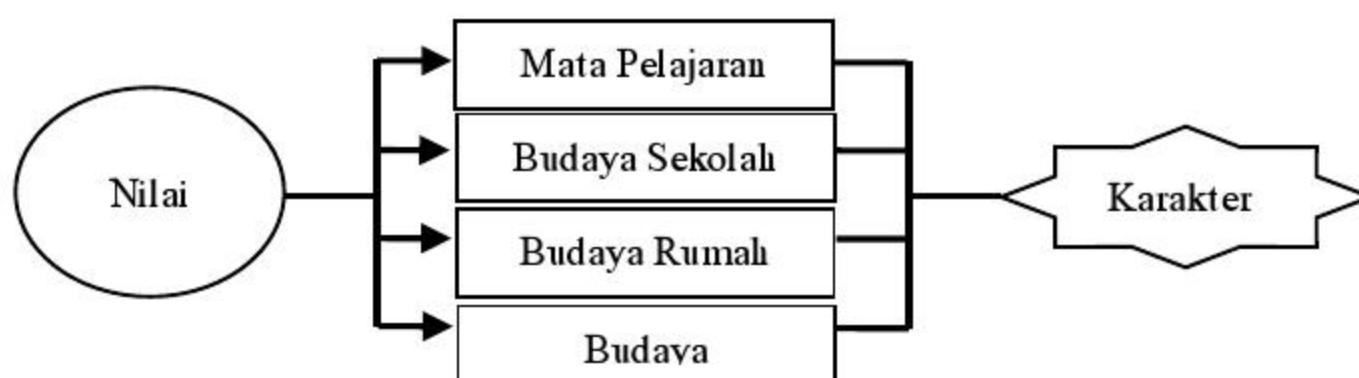 Mata Pelajaran
Budaya Sekolah
Nilai
Karakter
Budaya Rumah
Budaya